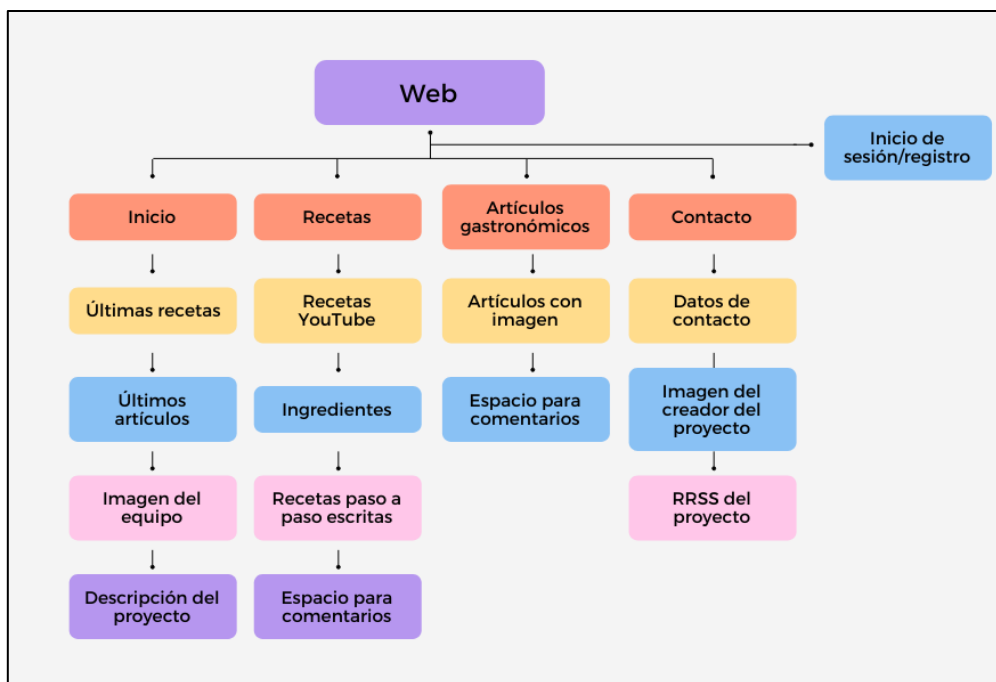 Web
Inicio de
sesión/registro
Inicio
Recetas
Artículos
gastronómicos
Contacto
Últimas recetas
Recetas
YouTube
Artículos con
imagen
Datos de
contacto
Últimos
artículos
Ingredientes
Espacio para
comentarios
Imagen del
creador del
proyecto
Imagen del
equipo
Recetas paso a
paso escritas
RRSS del
proyecto
Descripción del
proyecto
Espacio para
comentarios